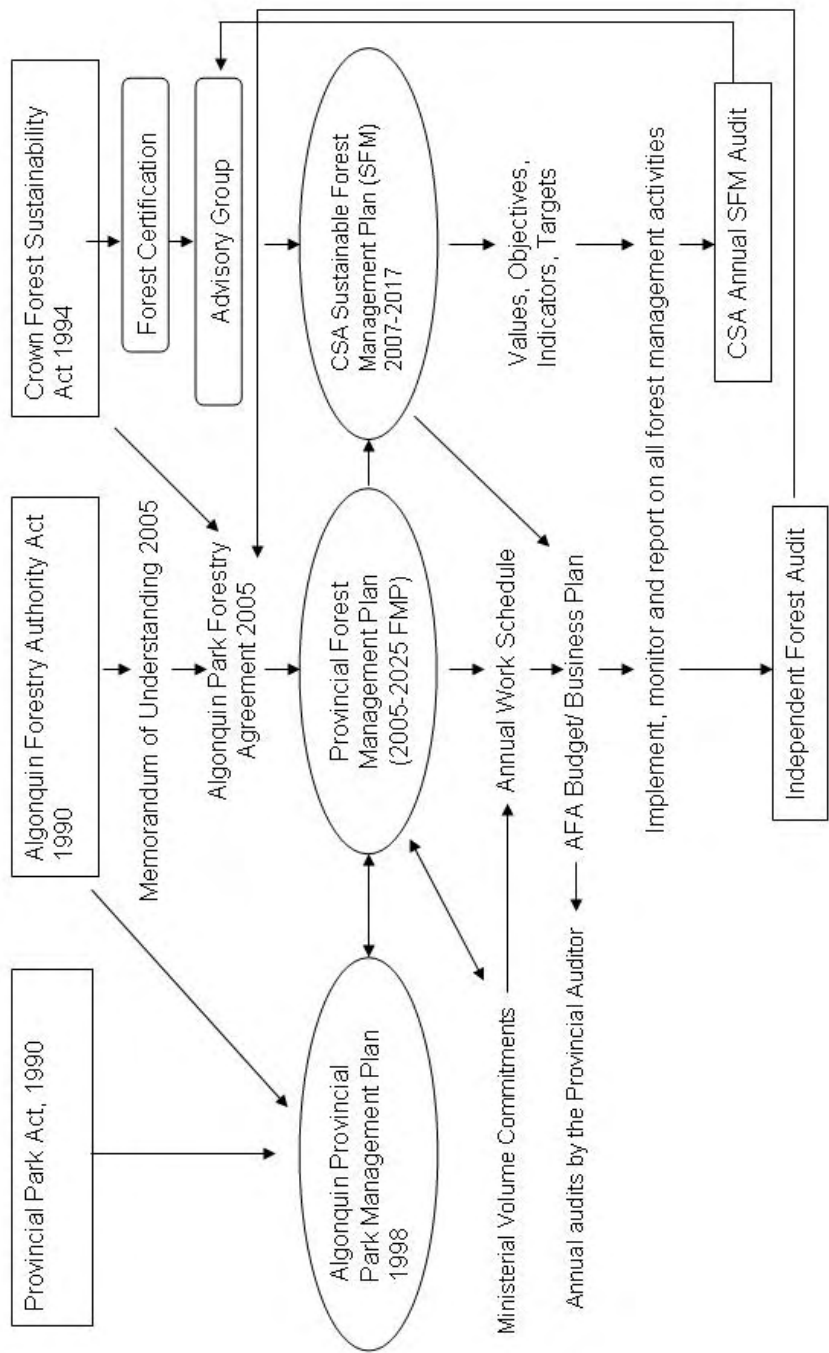 Provincial Park Act, 1990
Algonquin Forestry Authority Act
1990
Crown Forest Sustainability
Act 1994
Memorandum of Understanding 2005
Forest Certification
Algonquin Park Forestry
Agreement 2005
Advisory Group
Algonquin Provincial
Park Management Plan
1998
Provincial Forest
Management Plan
(2005-2025 FMP)
CSA Sustainable Forest
Management Plan (SFM)
2007-2017
Ministerial Volume Commitments
Annual Work Schedule
Values, Objectives,
Indicators, Targets
Annual audits by the Provincial Auditor
AFA Budget/ Business Plan
Implement, monitor and report on all forest management activities
Independent Forest Audit
CSA Annual SFM Audit